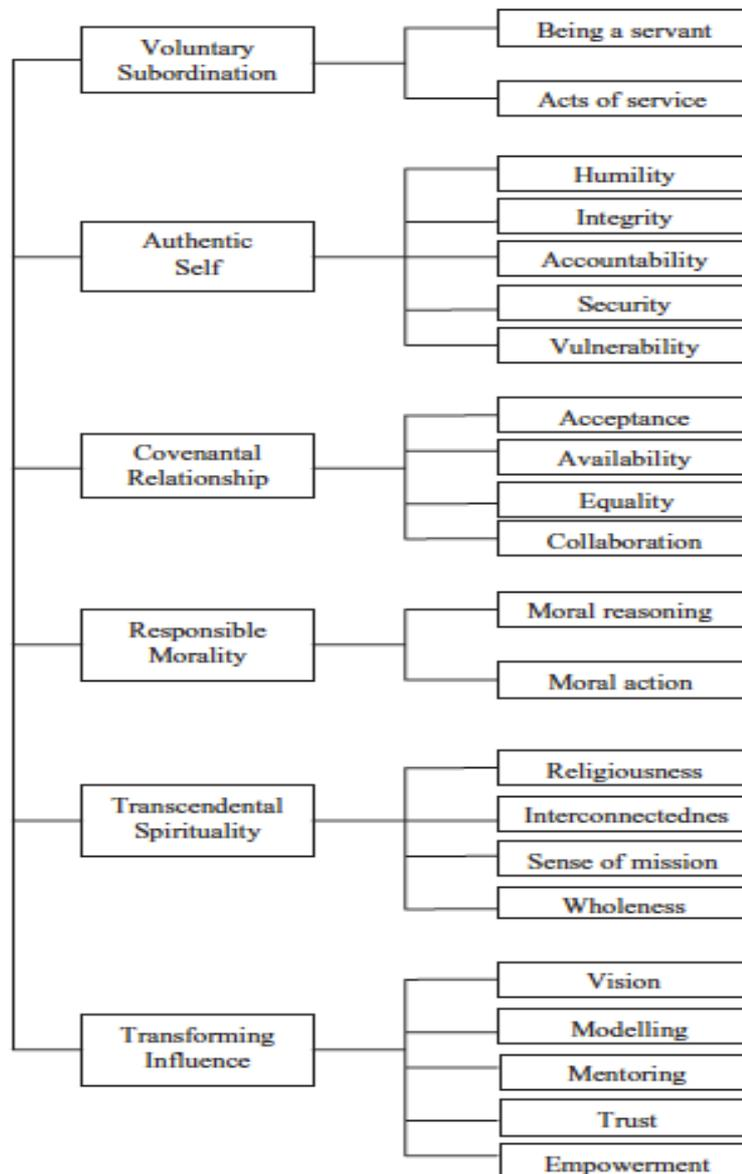 Voluntary
Subordination
Being a servant
Acts of service
Authentic
Self
Humility
Integrity
Accountability
Security
Vulnerability
Covenantal
Relationship
Acceptance
Availability
Equality
Collaboration
Responsible
Morality
Moral reasoning
Moral action
Transcendental
Spirituality
Religiousness
Interconnectednes
Sense of mission
Wholeness
Transforming
Influence
Vision
Modelling
Mentoring
Trust
Empowerment